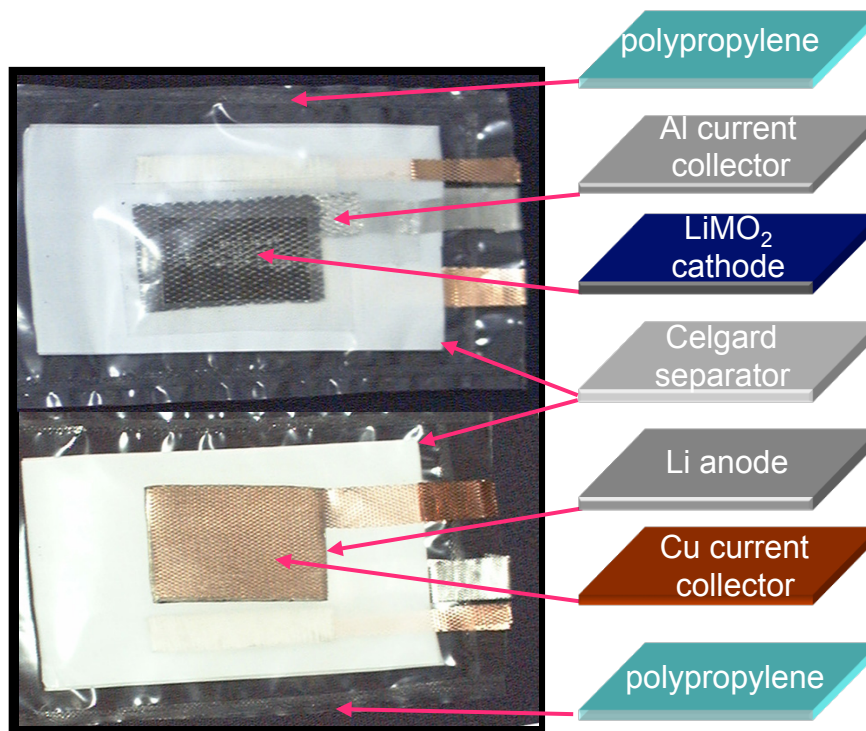 polypropylene
Al current
collector
LiMO₂
cathode
Celgard
separator
Li anode
Cu current
collector
polypropylene